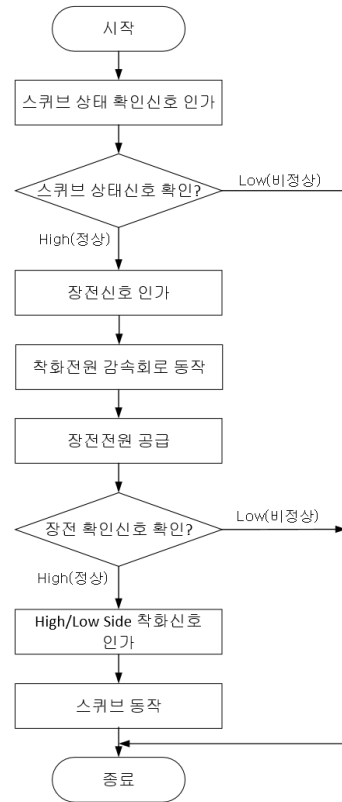 시작
스퀴브 상태 확인신호 인가
스퀴브 상태신호 확인?
Low(비정상)
High(정상)
장전신호 인가
착화전원 감속회로 동작
장전전원 공급
장전 확인신호 확인?
Low(비정상)
High(정상)
High/Low Side 착화신호
인가
스퀴브 동작
종료